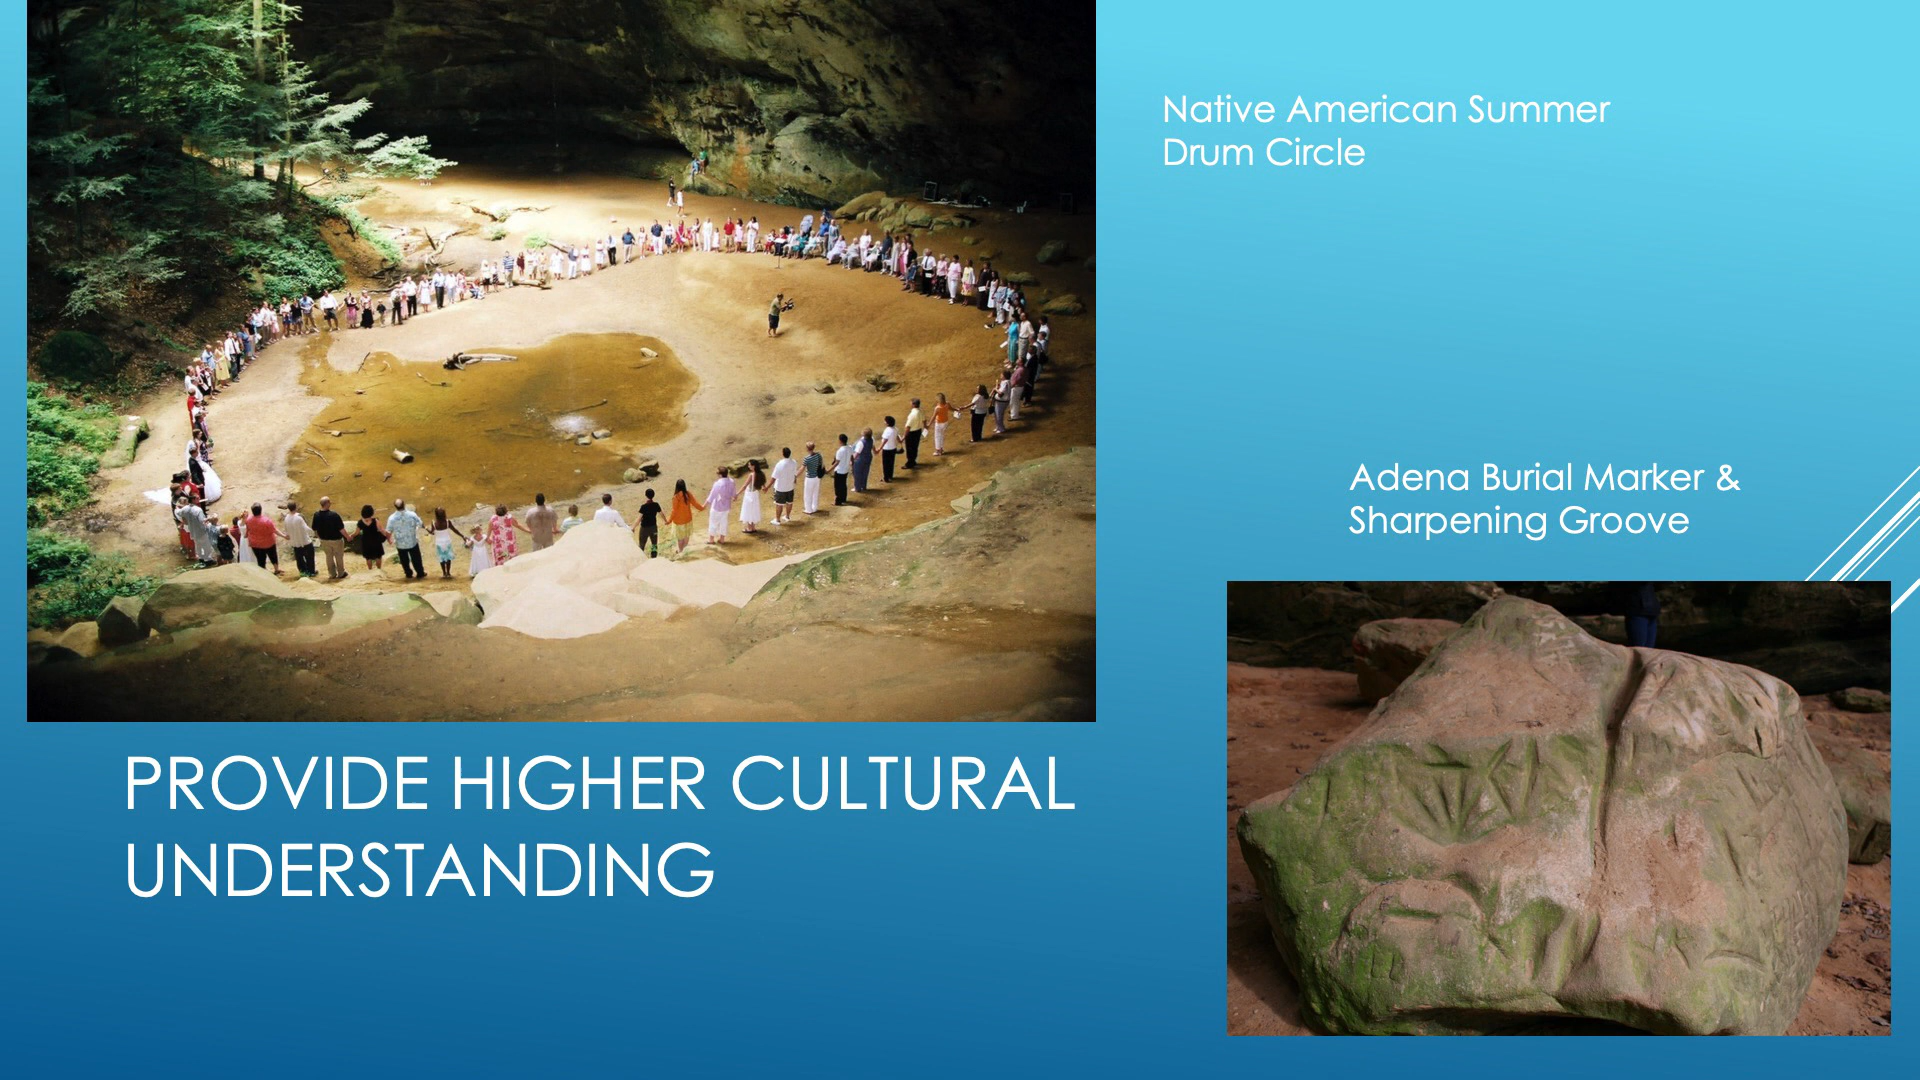 Native American Summer
Drum Circle
Adena Burial Marker &
Sharpening Groove
PROVIDE HIGHER CULTURAL
UNDERSTANDING